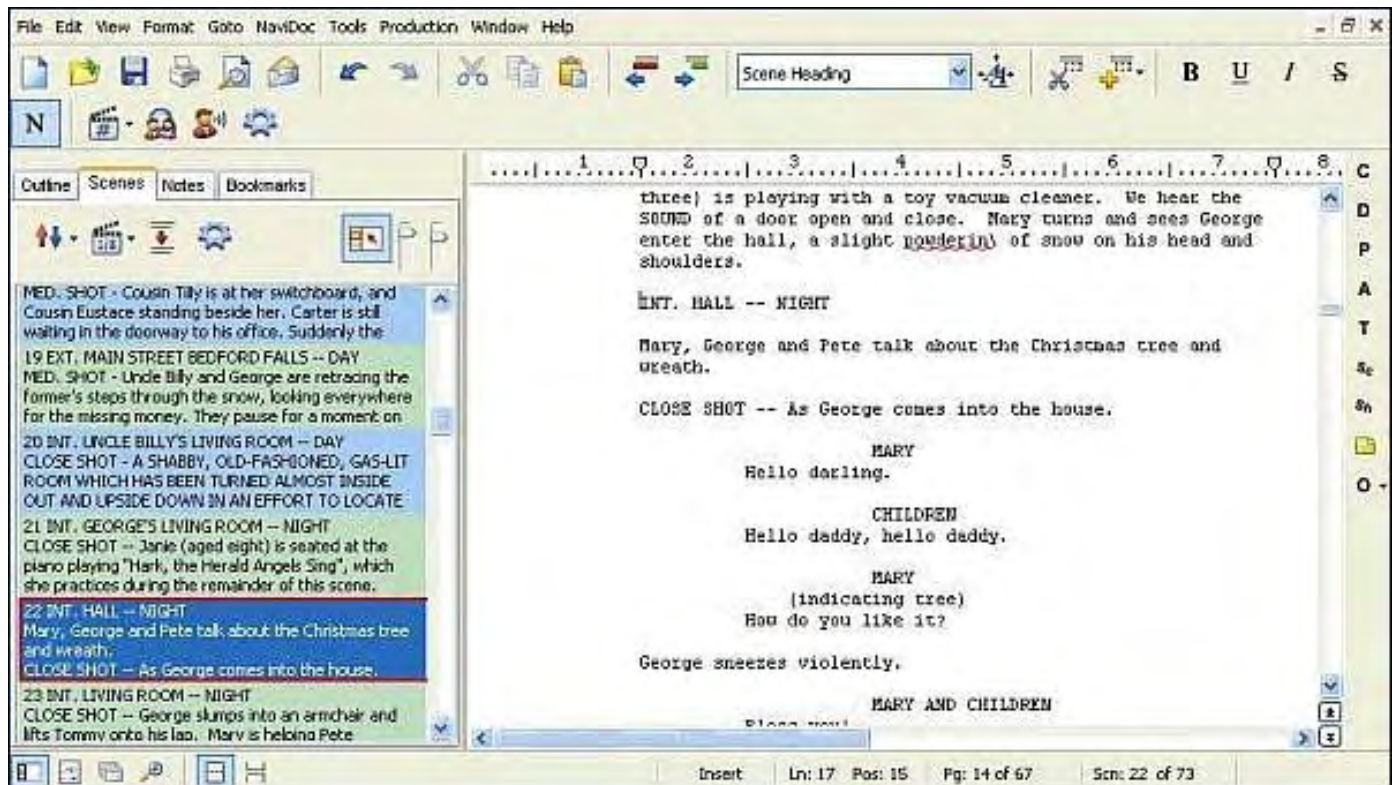 File Edit View Format Goto NaviDoc Tools Production Window Help
Scene Heading
B U I S
N
Outline Scenes Notes Bookmarks
MED. SHOT - Cousin Tilly is at her switchboard, and
Cousin Eustace standing beside her. Carter is still
waiting in the doorway to his office. Suddenly the
19 EXT. MAIN STREET BEDFORD FALLS -- DAY
MED. SHOT - Uncle Billy and George are retracing the
former's steps through the snow, looking everywhere
for the missing money. They pause for a moment on
20 INT. UNCLE BILLY'S LIVING ROOM -- DAY
CLOSE SHOT - A SHABBY, OLD-FASHIONED, GAS-LIT
ROOM WHICH HAS BEEN TURNED ALMOST INSIDE
OUT AND UPSIDE DOWN IN AN EFFORT TO LOCATE
21 INT. GEORGE'S LIVING ROOM -- NIGHT
CLOSE SHOT -- Janie (aged eight) is seated at the
piano playing "Hark, the Herald Angels Sing", which
she practices during the remainder of this scene.
22 INT. HALL -- NIGHT
Mary, George and Pete talk about the Christmas tree
and wreath.
CLOSE SHOT -- As George comes into the house.
23 INT. LIVING ROOM -- NIGHT
CLOSE SHOT -- George slumps into an armchair and
lifts Tommy onto his lap. Mary is helping Pete
1 2 3 4 5 6 7 8
three) is playing with a toy vacuum cleaner. We hear the
SOUND of a door open and close. Mary turns and sees George
enter the hall, a slight powderin\ of snow on his head and
shoulders.
INT. HALL -- NIGHT
Mary, George and Pete talk about the Christmas tree and
wreath.
CLOSE SHOT -- As George comes into the house.
MARY
Hello darling.
CHILDREN
Hello daddy, hello daddy.
MARY
(indicating tree)
How do you like it?
George sneezes violently.
MARY AND CHILDREN
Bless you!
C
D
P
A
T
Sc
Sh
O
Insert Ln: 17 Pos: 15 Pg: 14 of 67 Scn: 22 of 73